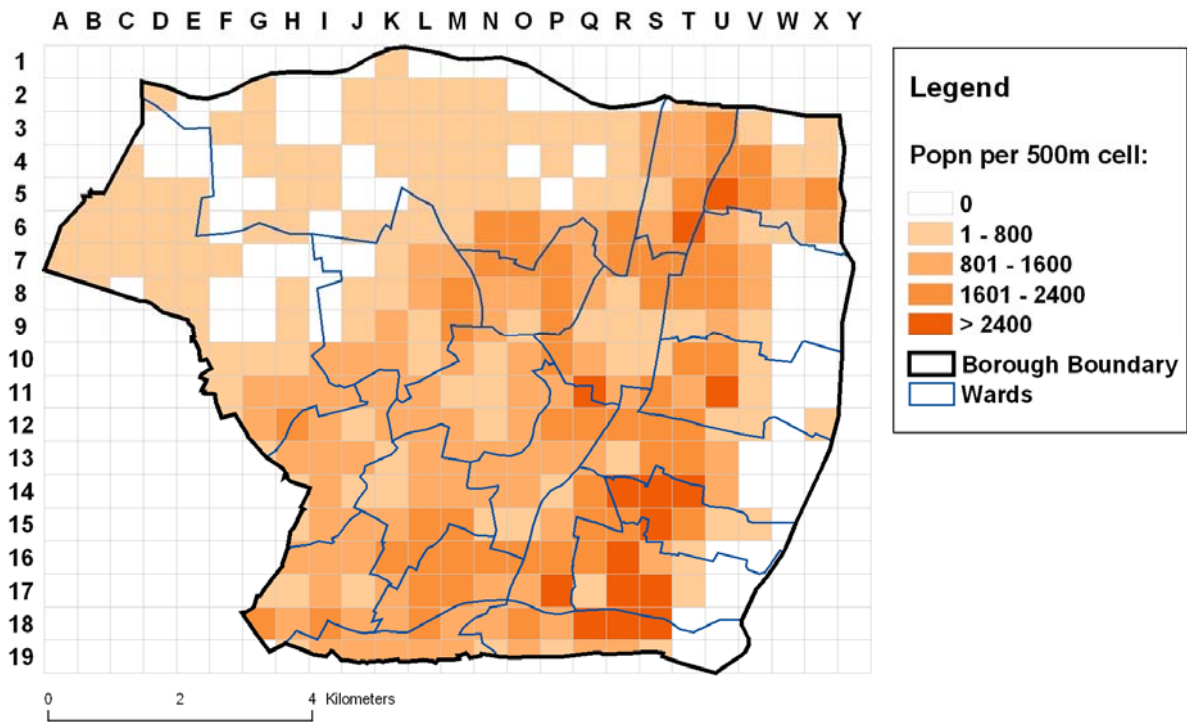 A B C D E F G H I J K L M N O P Q R S T U V W X Y
1
2
3
4
5
6
7
8
9
10
11
12
13
14
15
16
17
18
19
0 2 4 Kilometers
Legend
Popn per 500m cell:
0
1 - 800
801 - 1600
1601 - 2400
> 2400
Borough Boundary
Wards